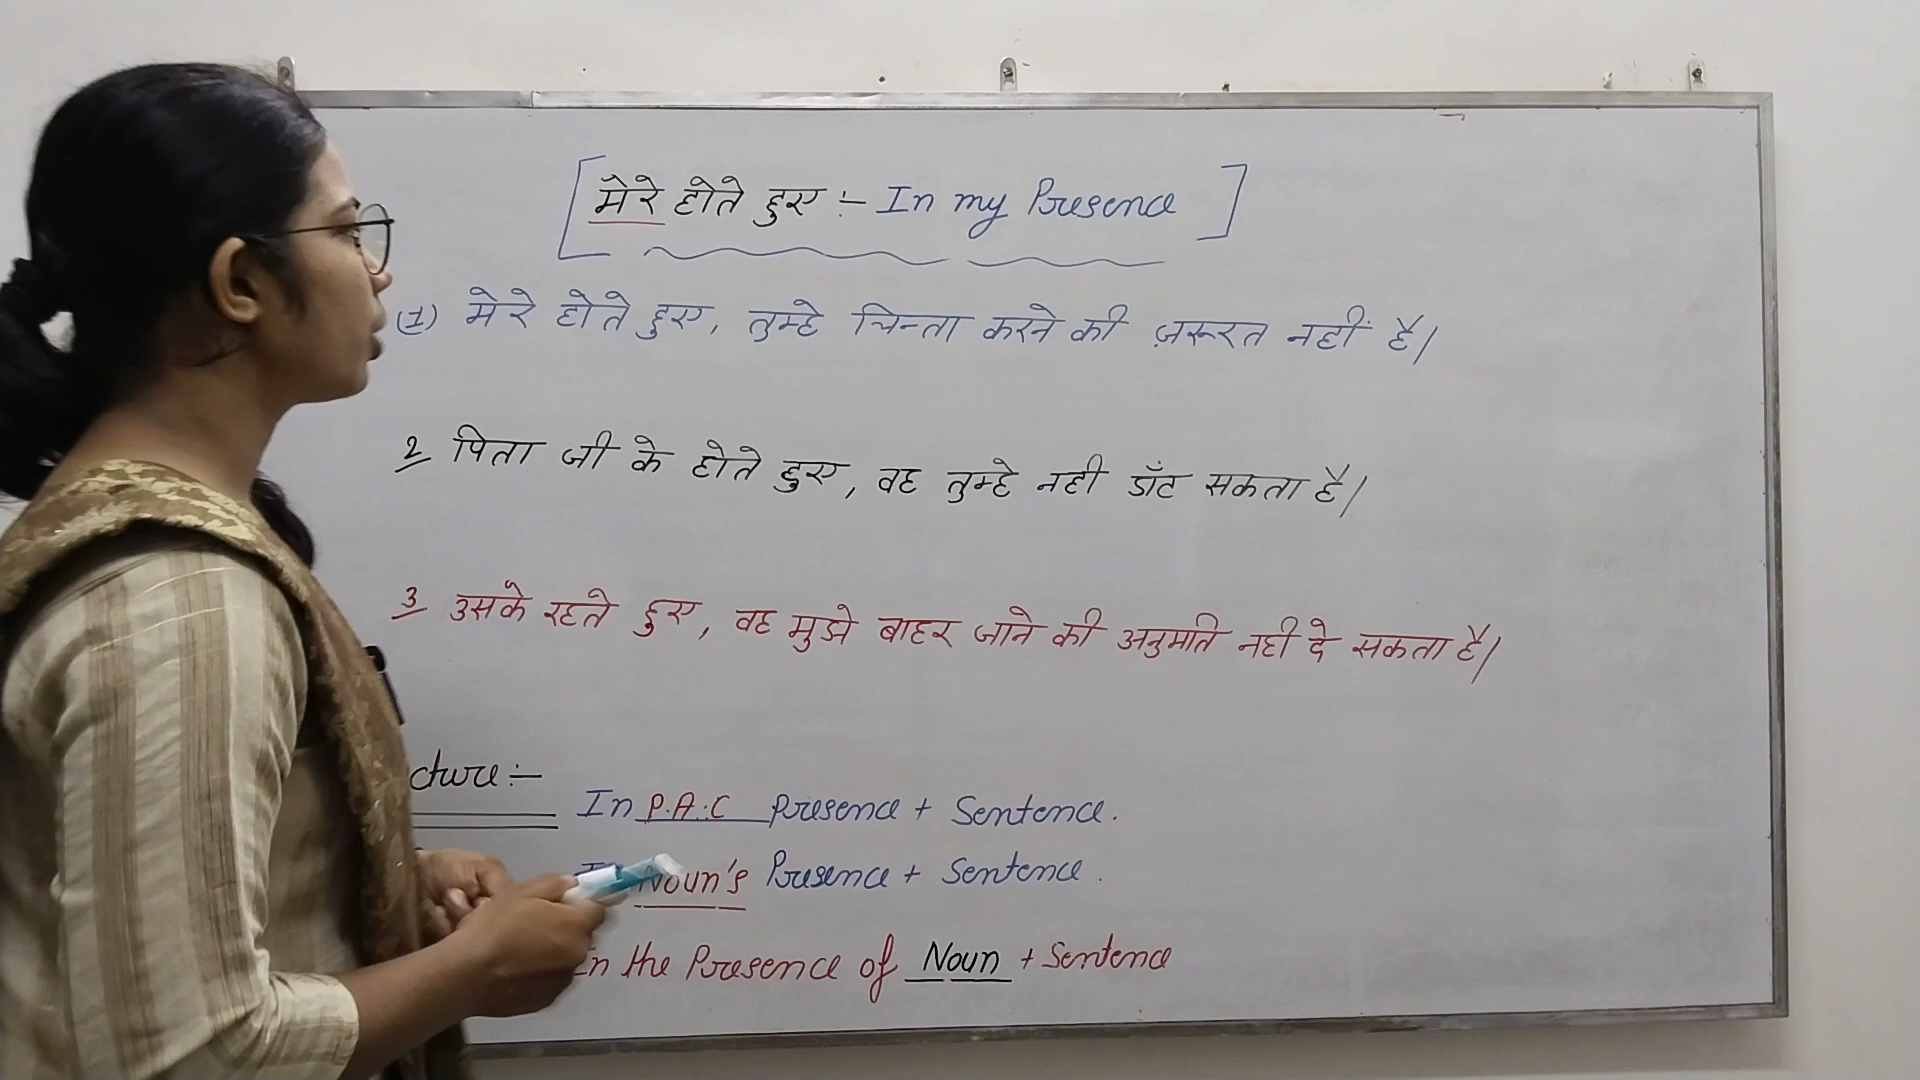 [मेरे होते हुए :- In my Presence]
(1) मेरे होते हुए, तुम्हे चिन्ता करने की ज़रूरत नहीं है।
2 पिता जी के होते हुए, वह तुम्हे नही डाँट सकता है।
3 उसके रहते हुए, वह मुझे बाहर जाने की अनुमति नही दे सकता है।
cture :-
In P.A.C presence + Sentence.
Noun's Presence + Sentence.
In the Presence of Noun + Sentence